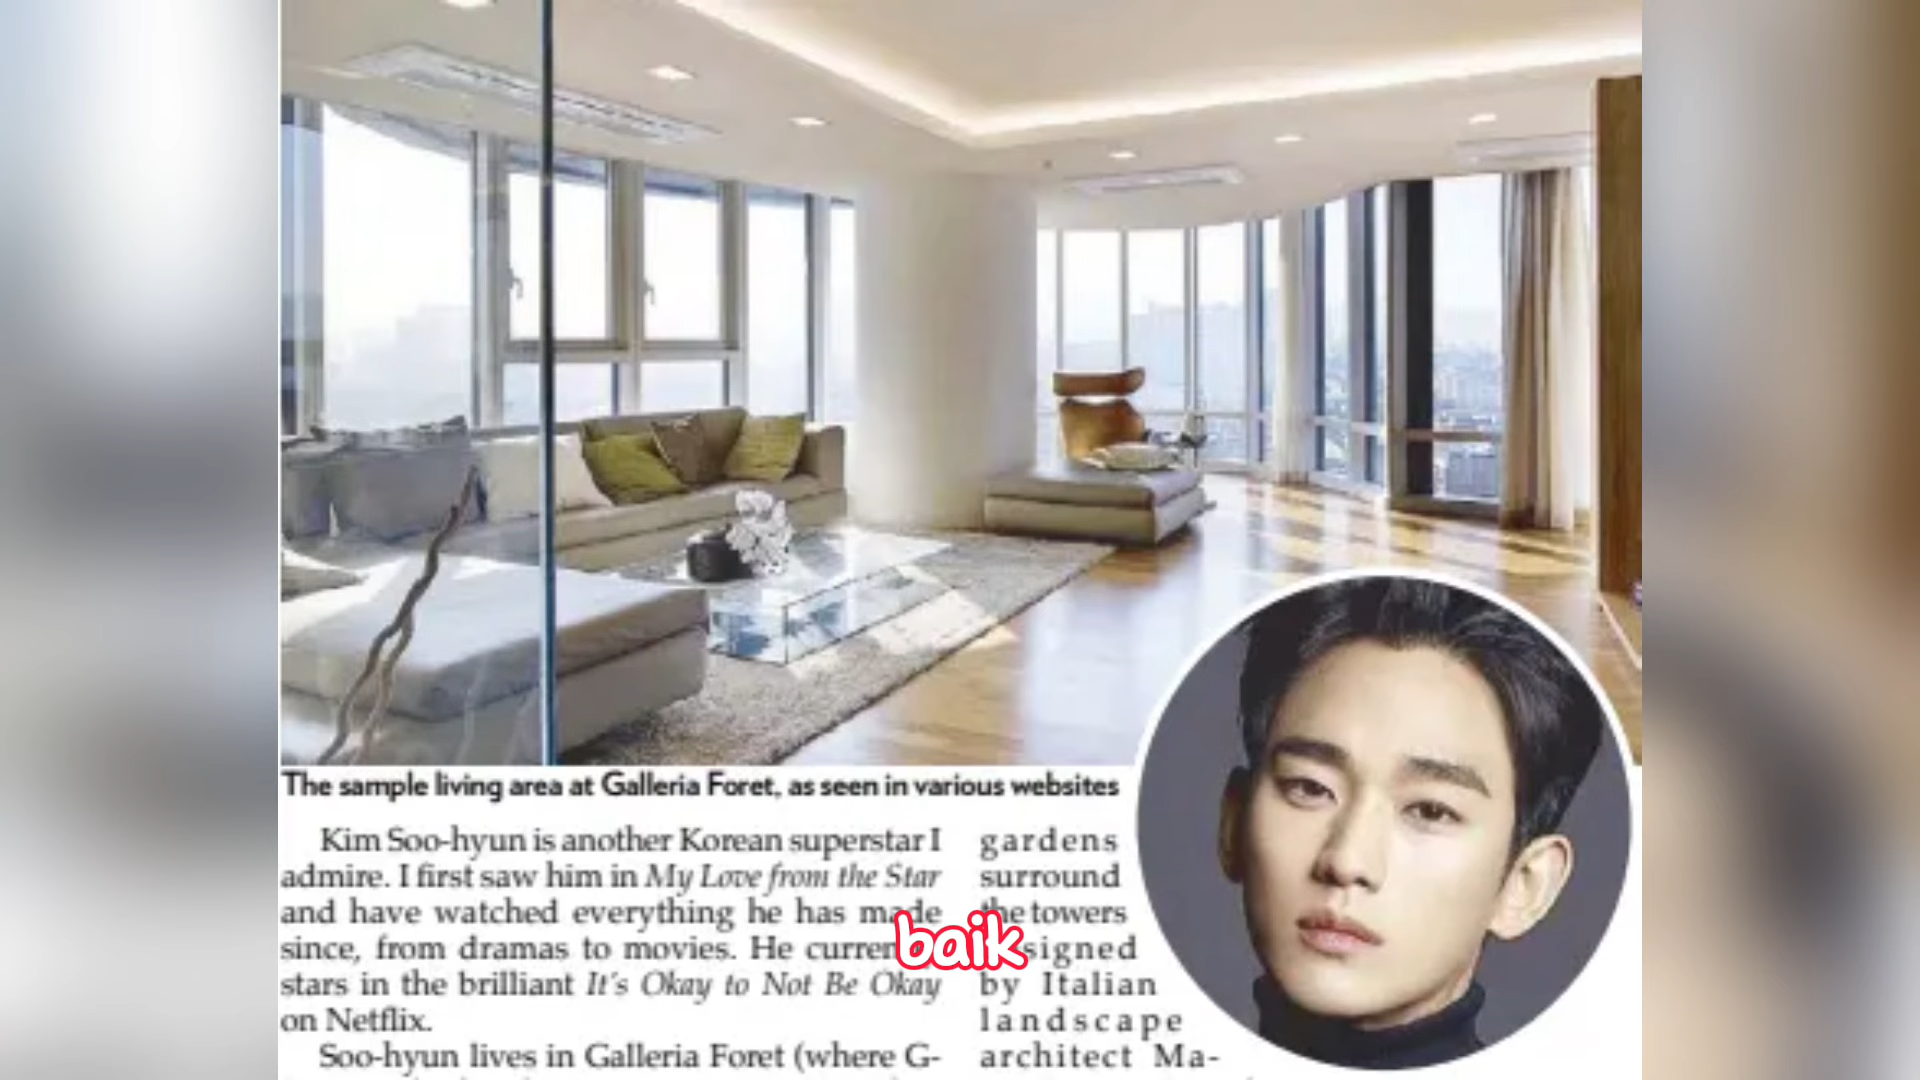 The sample living area at Galleria Foret, as seen in various websites
Kim Soo-hyun is another Korean superstar I
admire. I first saw him in My Love from the Star
and have watched everything he has made
since, from dramas to movies. He curren
stars in the brilliant It's Okay to Not Be Okay
on Netflix.
Soo-hyun lives in Galleria Foret (where G-
gardens
surround
the towers
signed
by Italian
landscape
architect Ma-
baik